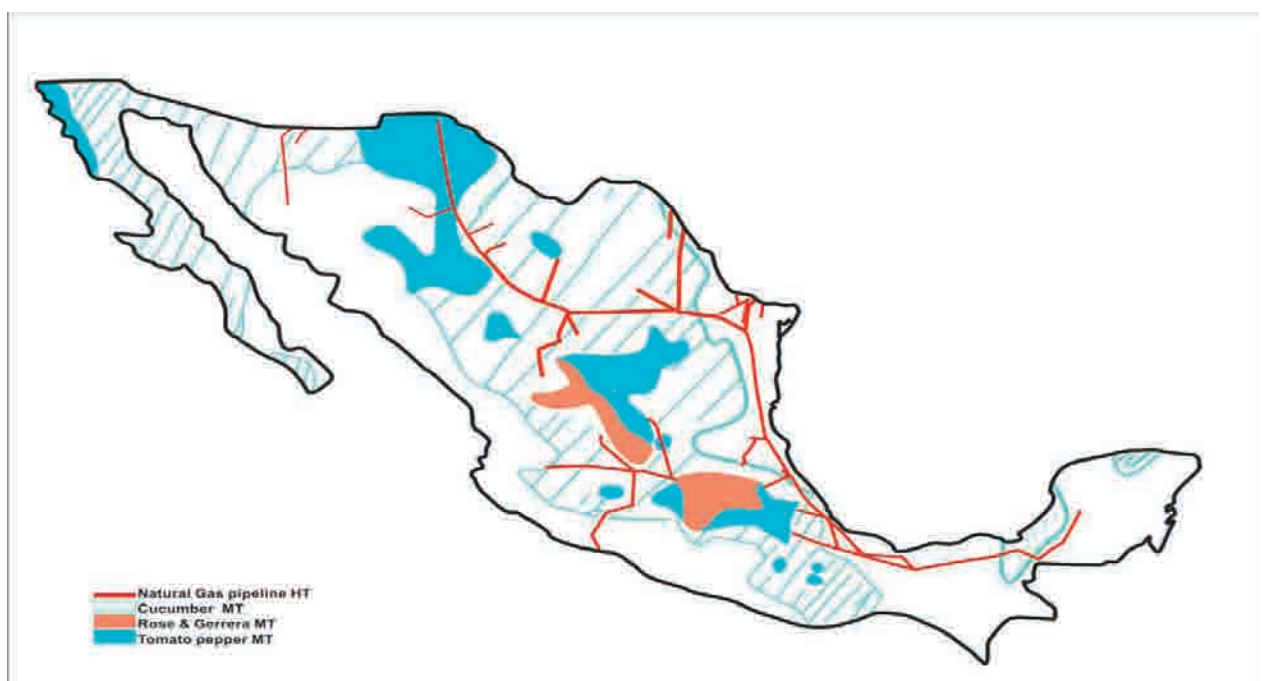 Natural Gas pipeline HT
Cucumber MT
Rose & Gerrera MT
Tomato pepper MT